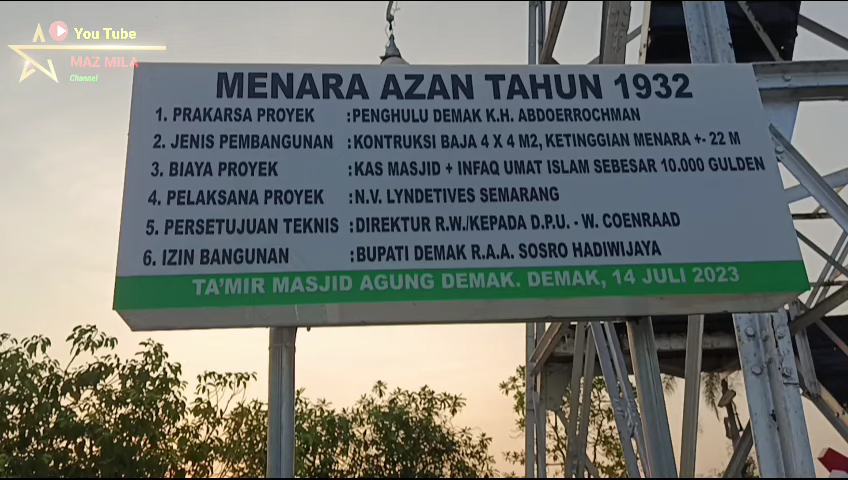 You Tube
MAZ MILA
Channel
MENARA AZAN TAHUN 1932
1. PRAKARSA PROYEK : PENGHULU DEMAK K.H. ABDOERROCHMAN
2. JENIS PEMBANGUNAN : KONTRUKSI BAJA 4 X 4 M2, KETINGGIAN MENARA +- 22 M
3. BIAYA PROYEK : KAS MASJID + INFAQ UMAT ISLAM SEBESAR 10.000 GULDEN
4. PELAKSANA PROYEK : N.V. LYNDETIVES SEMARANG
5. PERSETUJUAN TEKNIS : DIREKTUR R.W./KEPADA D.P.U. - W. COENRAAD
6. IZIN BANGUNAN : BUPATI DEMAK R.A.A. SOSRO HADIWIJAYA
TA'MIR MASJID AGUNG DEMAK. DEMAK, 14 JULI 2023